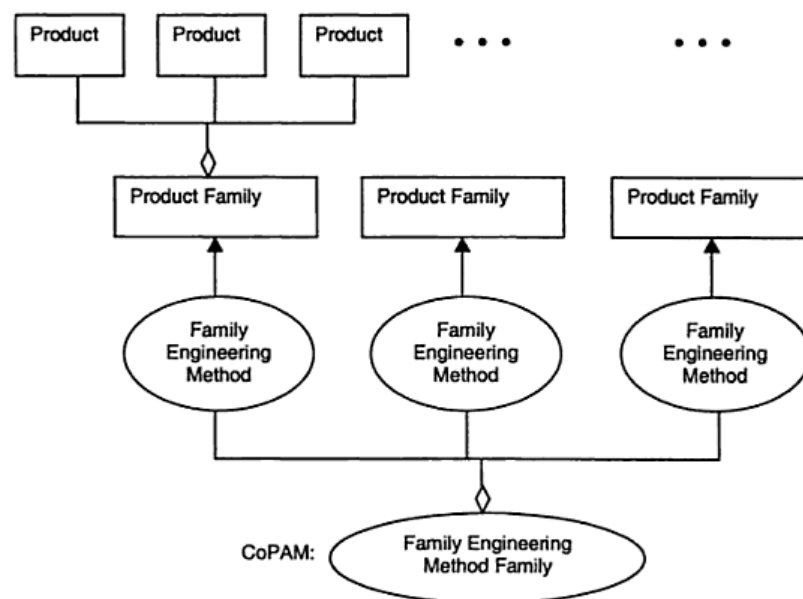 Product
Product
Product
• • •
• • •
Product Family
Product Family
Product Family
Family
Engineering
Method
Family
Engineering
Method
Family
Engineering
Method
CoPAM:
Family Engineering
Method Family